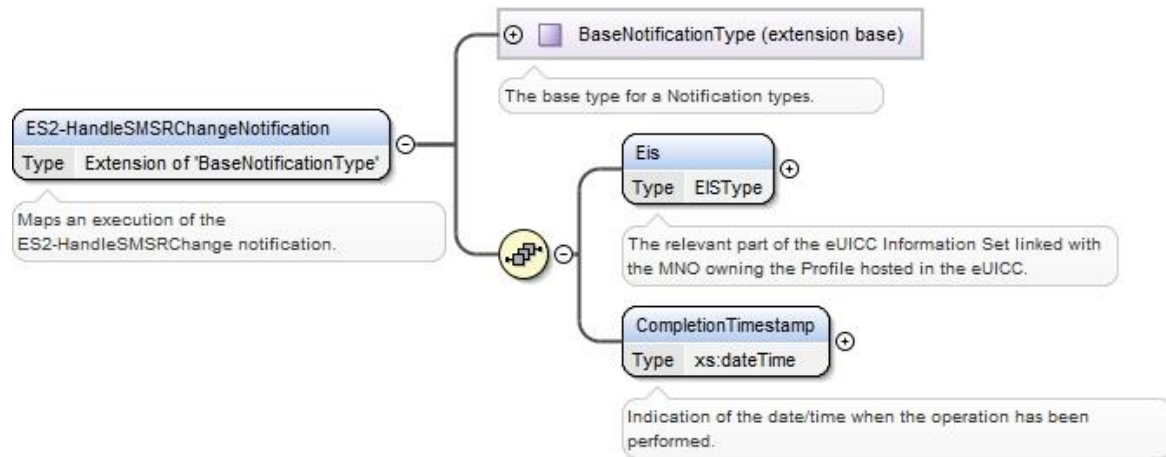 BaseNotificationType (extension base)
The base type for a Notification types.
ES2-HandleSMSRChangeNotification
Type Extension of 'BaseNotificationType'
Maps an execution of the
ES2-HandleSMSRChange notification.
Eis
Type EISType
The relevant part of the eUICC Information Set linked with
the MNO owning the Profile hosted in the eUICC.
CompletionTimestamp
Type xs:dateTime
Indication of the date/time when the operation has been
performed.